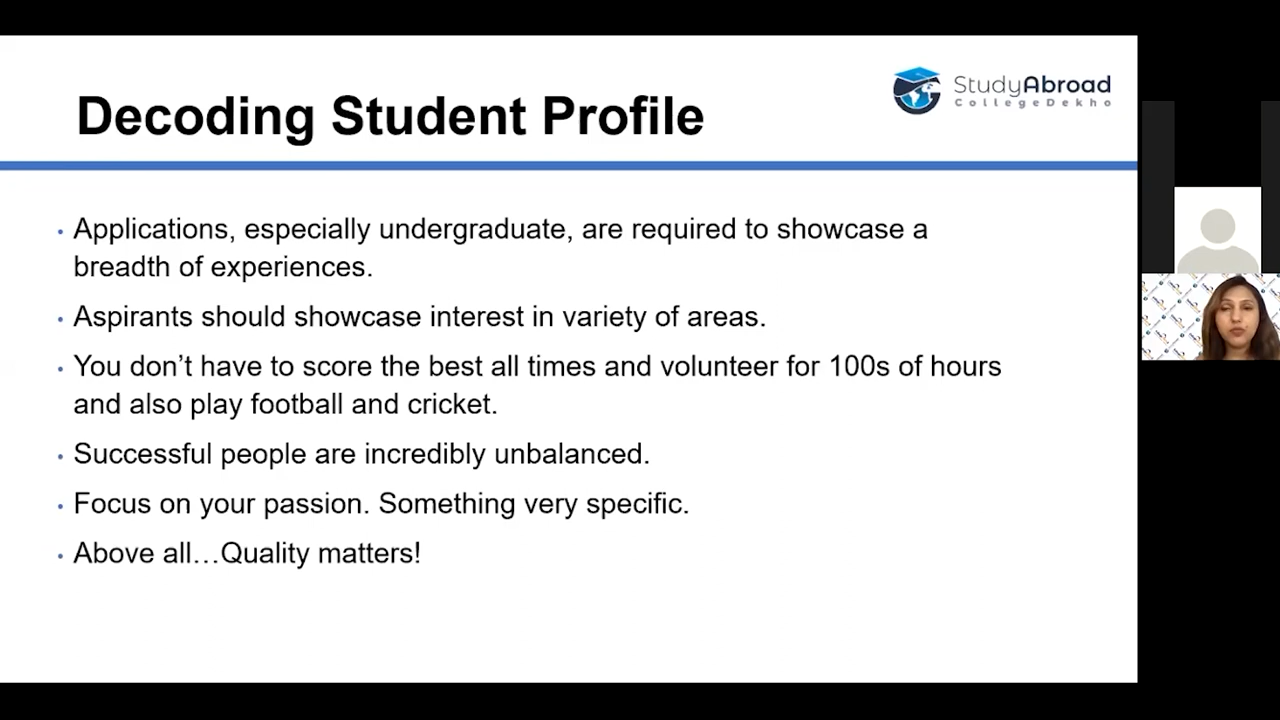 Decoding Student Profile
StudyAbroad
CollegeDekho
• Applications, especially undergraduate, are required to showcase a
breadth of experiences.
• Aspirants should showcase interest in variety of areas.
• You don’t have to score the best all times and volunteer for 100s of hours
and also play football and cricket.
• Successful people are incredibly unbalanced.
• Focus on your passion. Something very specific.
• Above all…Quality matters!